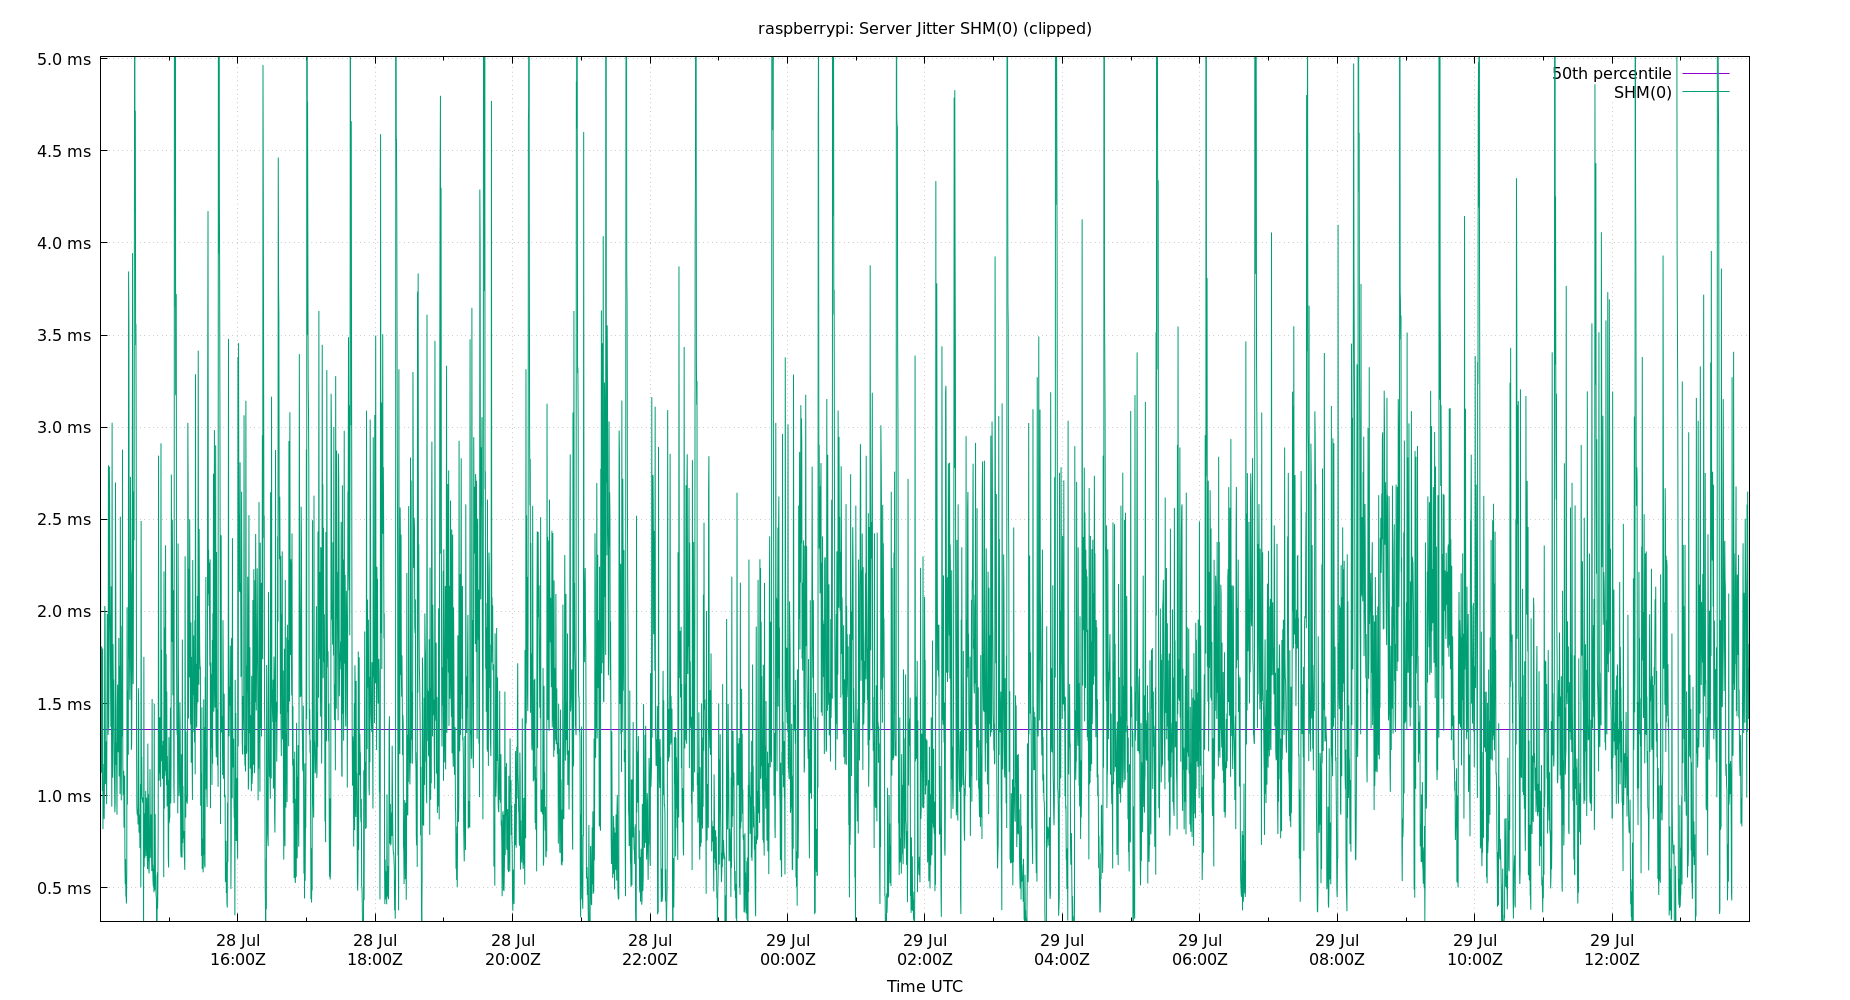 raspberrypi: Server Jitter SHM(0) (clipped)
5.0 ms
50th percentile
SHM(0)
4.5 ms
4.0 ms
3.5 ms
3.0 ms
2.5 ms
2.0 ms
1.5 ms
1.0 ms
0.5 ms
28 Jul 28 Jul 28 Jul 28 Jul 29 Jul 29 Jul 29 Jul 29 Jul 29 Jul 29 Jul 29 Jul
16:00Z 18:00Z 20:00Z 22:00Z 00:00Z 02:00Z 04:00Z 06:00Z 08:00Z 10:00Z 12:00Z
Time UTC